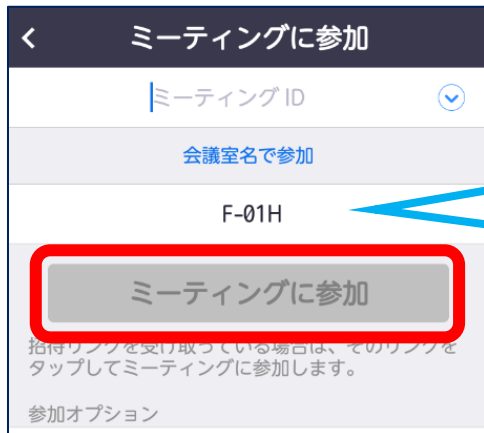 ミーティングに参加
ミーティング ID
会議室名で参加
F-01H
ミーティングに参加
招待リンクを受け取っている場合は、そのリンクを
タップしてミーティングに参加します。
参加オプション